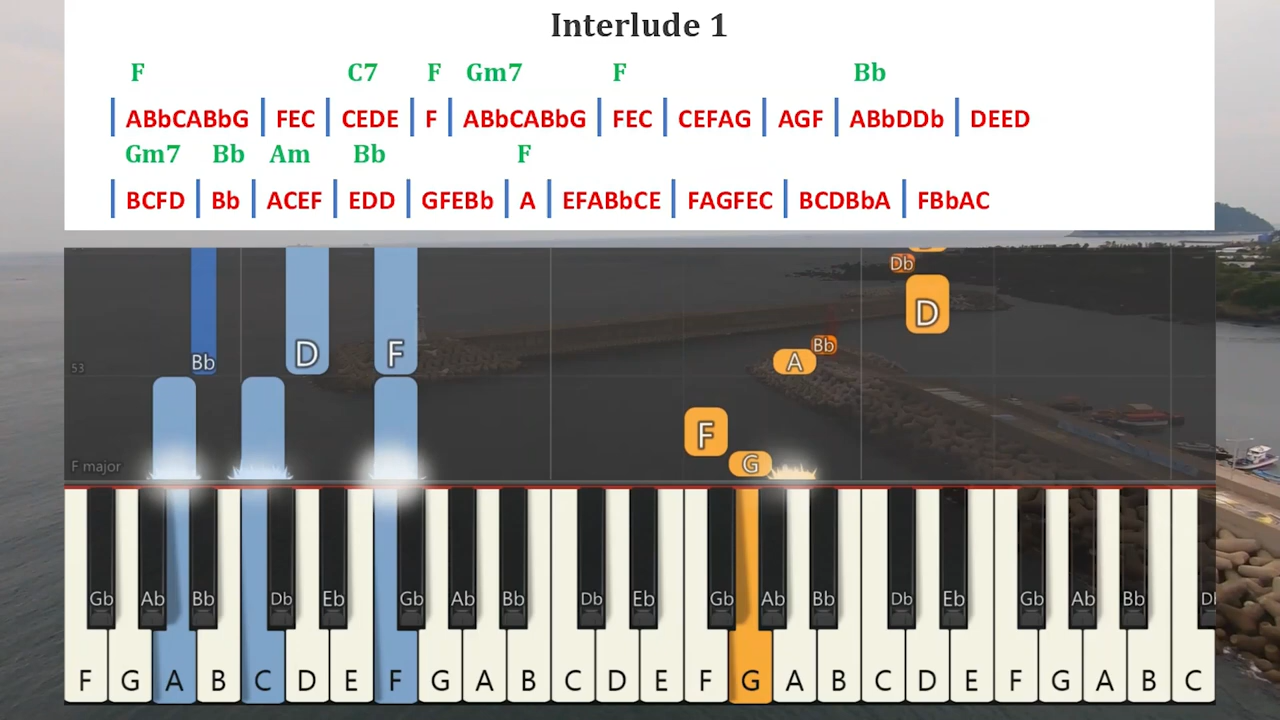 Interlude 1
F C7 F Gm7 F Bb
| ABbCABbG | FEC | CEDE | F | ABbCABbG | FEC | CEFAG | AGF | ABbDDb | DEED
Gm7 Bb Am Bb F
| BCFD | Bb | ACEF | EDD | GFEBb | A | EFABbCE | FAGFEC | BCDBbA | FBbAC
Db
D
Bb
Bb D F A
53
F
F major G
Gb Ab Bb Db Eb Gb Ab Bb Db Eb Gb Ab Bb Db Eb Gb Ab Bb
F G A B C D E F G A B C D E F G A B C D E F G A B C